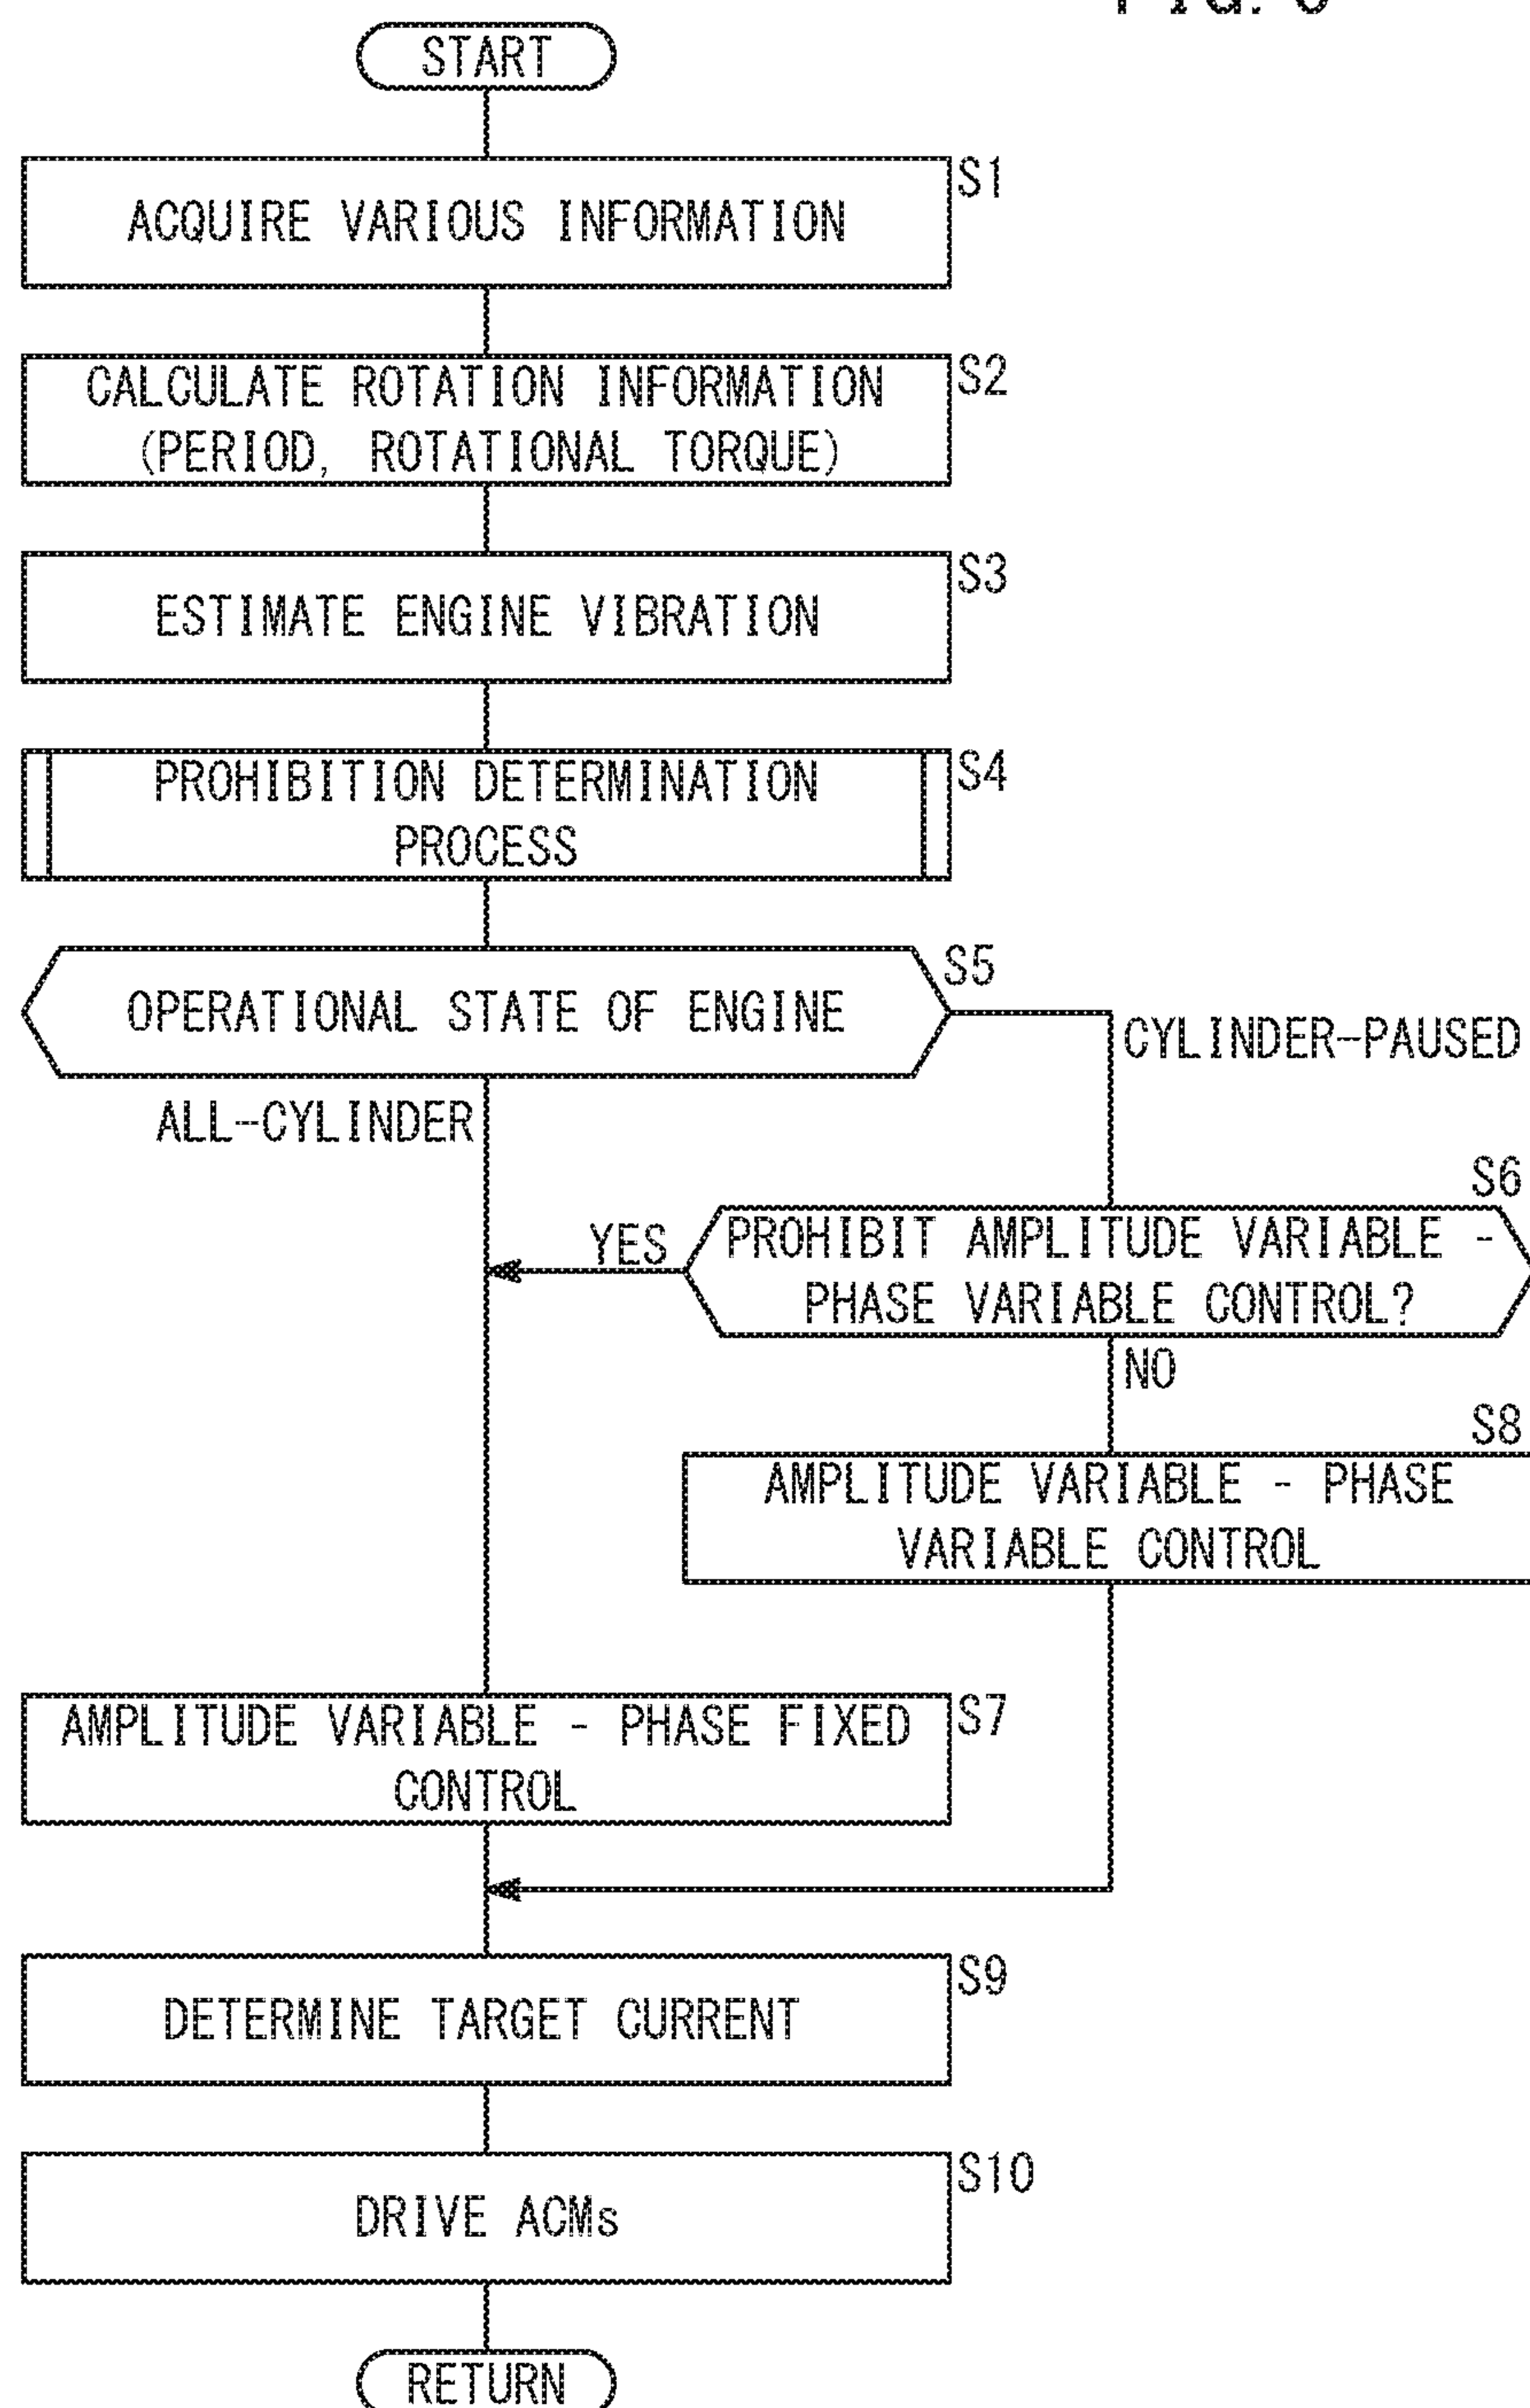 START
S1
ACQUIRE VARIOUS INFORMATION
S2
CALCULATE ROTATION INFORMATION
(PERIOD, ROTATIONAL TORQUE)
S3
ESTIMATE ENGINE VIBRATION
S4
PROHIBITION DETERMINATION
PROCESS
S5
OPERATIONAL STATE OF ENGINE
CYLINDER-PAUSED
ALL-CYLINDER
S6
YES
PROHIBIT AMPLITUDE VARIABLE -
PHASE VARIABLE CONTROL?
NO
S8
AMPLITUDE VARIABLE - PHASE
VARIABLE CONTROL
S7
AMPLITUDE VARIABLE - PHASE FIXED
CONTROL
S9
DETERMINE TARGET CURRENT
S10
DRIVE ACMs
RETURN